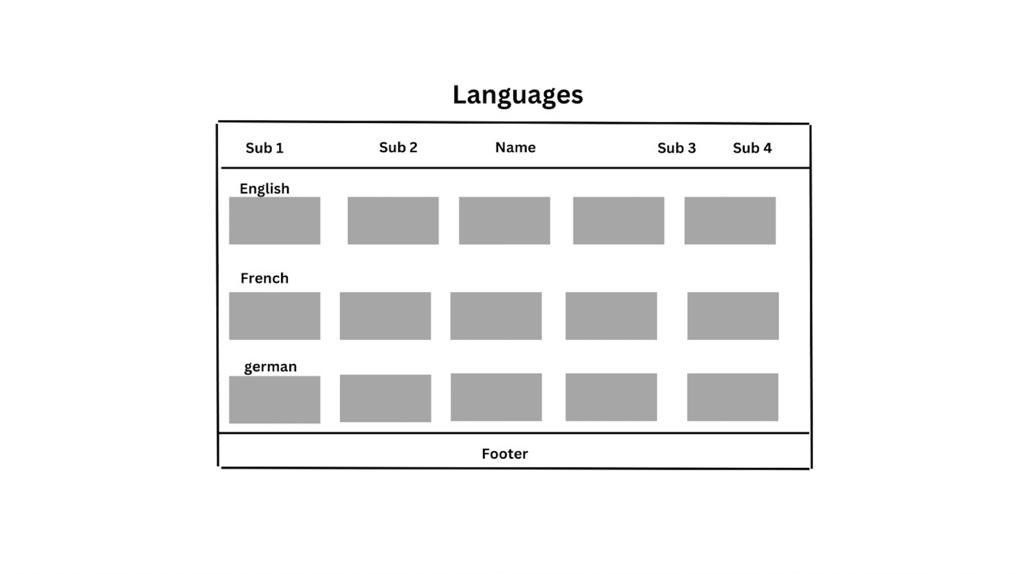 Languages
Sub 1 Sub 2 Name Sub 3 Sub 4
English
French
german
Footer